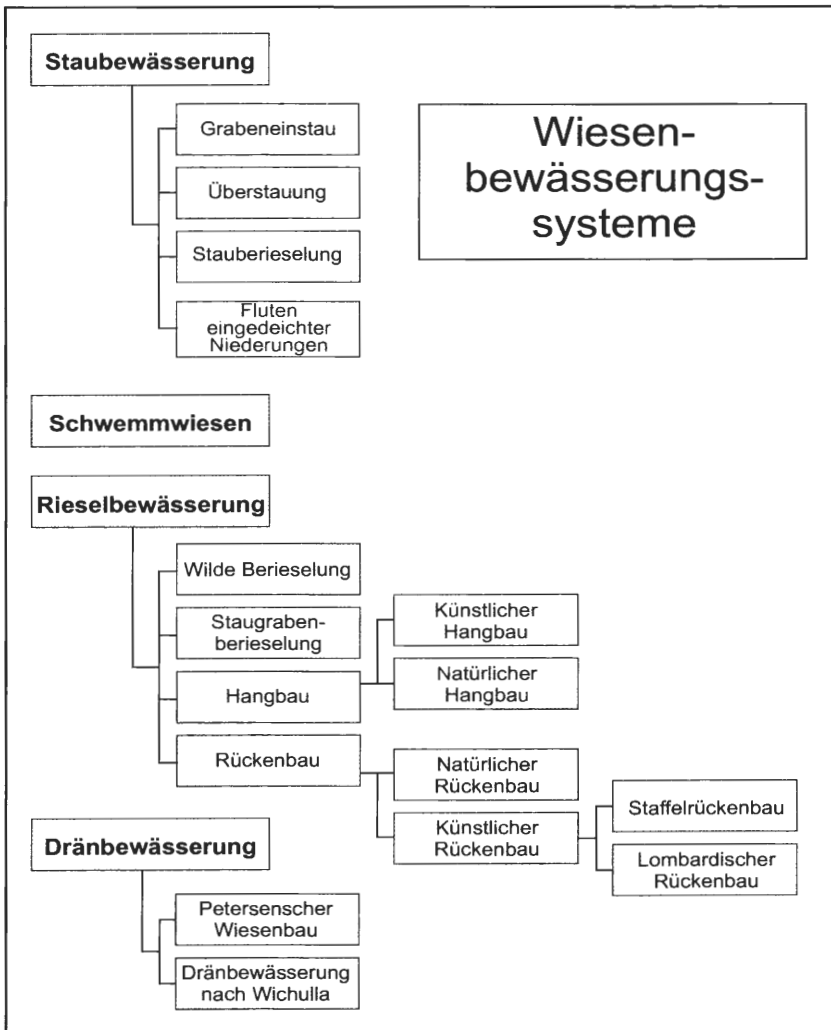 Wiesen-
bewässerungs-
systeme
Staubewässerung
Grabeneinstau
Überstauung
Stauberieselung
Fluten
eingedeichter
Niederungen
Schwemmwiesen
Rieselbewässerung
Wilde Berieselung
Staugraben-
berieselung
Hangbau
Künstlicher
Hangbau
Natürlicher
Hangbau
Rückenbau
Natürlicher
Rückenbau
Künstlicher
Rückenbau
Staffelrückenbau
Lombardischer
Rückenbau
Dränbewässerung
Petersenscher
Wiesenbau
Dränbewässerung
nach Wichulla